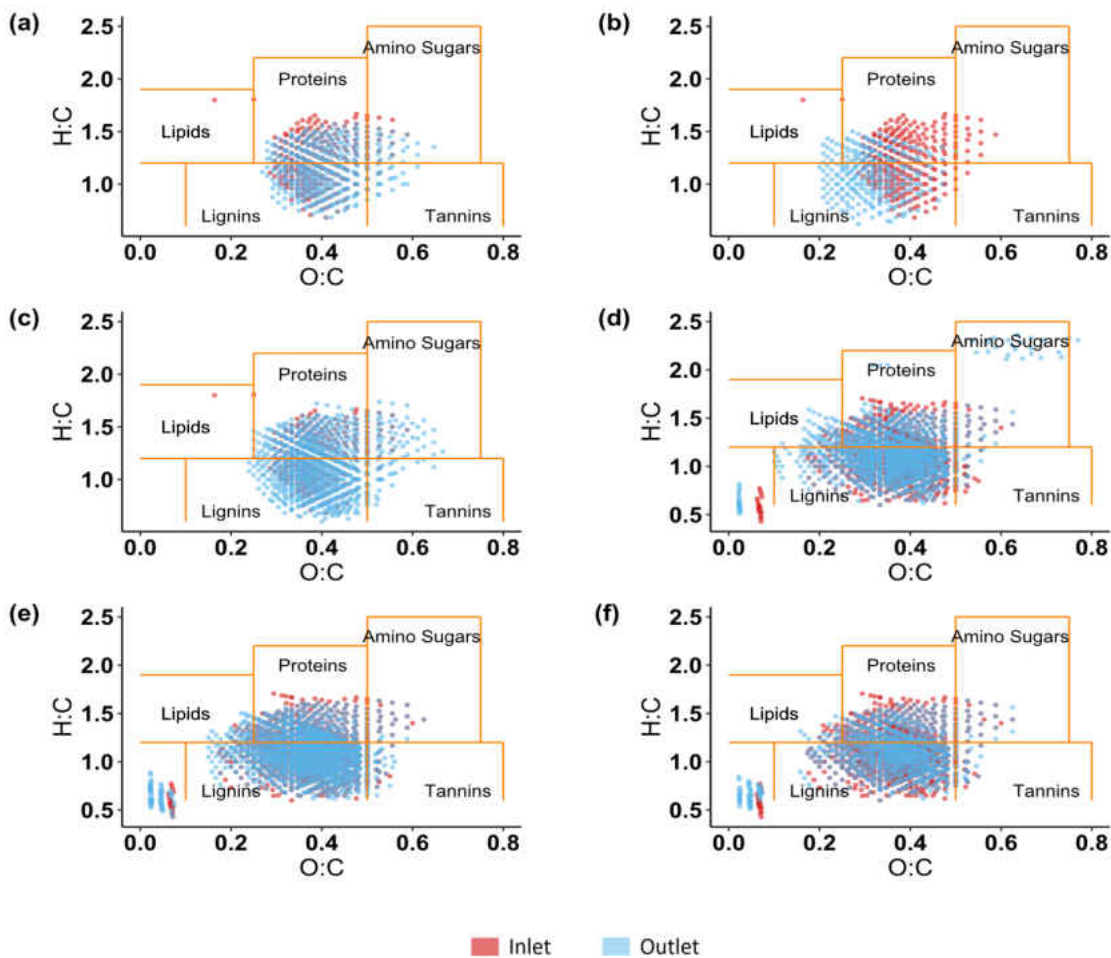 (a)
2.5
Amino Sugars
2.0
Proteins
H:C
1.5
Lipids
1.0
Lignins
Tannins
0.0 0.2 0.4 0.6 0.8
O:C
(b)
2.5
Amino Sugars
2.0
Proteins
H:C
1.5
Lipids
1.0
Lignins
Tannins
0.0 0.2 0.4 0.6 0.8
O:C
(c)
2.5
Amino Sugars
2.0
Proteins
H:C
1.5
Lipids
1.0
Lignins
Tannins
0.0 0.2 0.4 0.6 0.8
O:C
(d)
2.5
Amino Sugars
2.0
Proteins
H:C
1.5
Lipids
1.0
Lignins
Tannins
0.5
0.0 0.2 0.4 0.6 0.8
O:C
(e)
2.5
Amino Sugars
2.0
Proteins
H:C
1.5
Lipids
1.0
Lignins
Tannins
0.5
0.0 0.2 0.4 0.6 0.8
O:C
(f)
2.5
Amino Sugars
2.0
Proteins
H:C
1.5
Lipids
1.0
Lignins
Tannins
0.5
0.0 0.2 0.4 0.6 0.8
O:C
Inlet Outlet